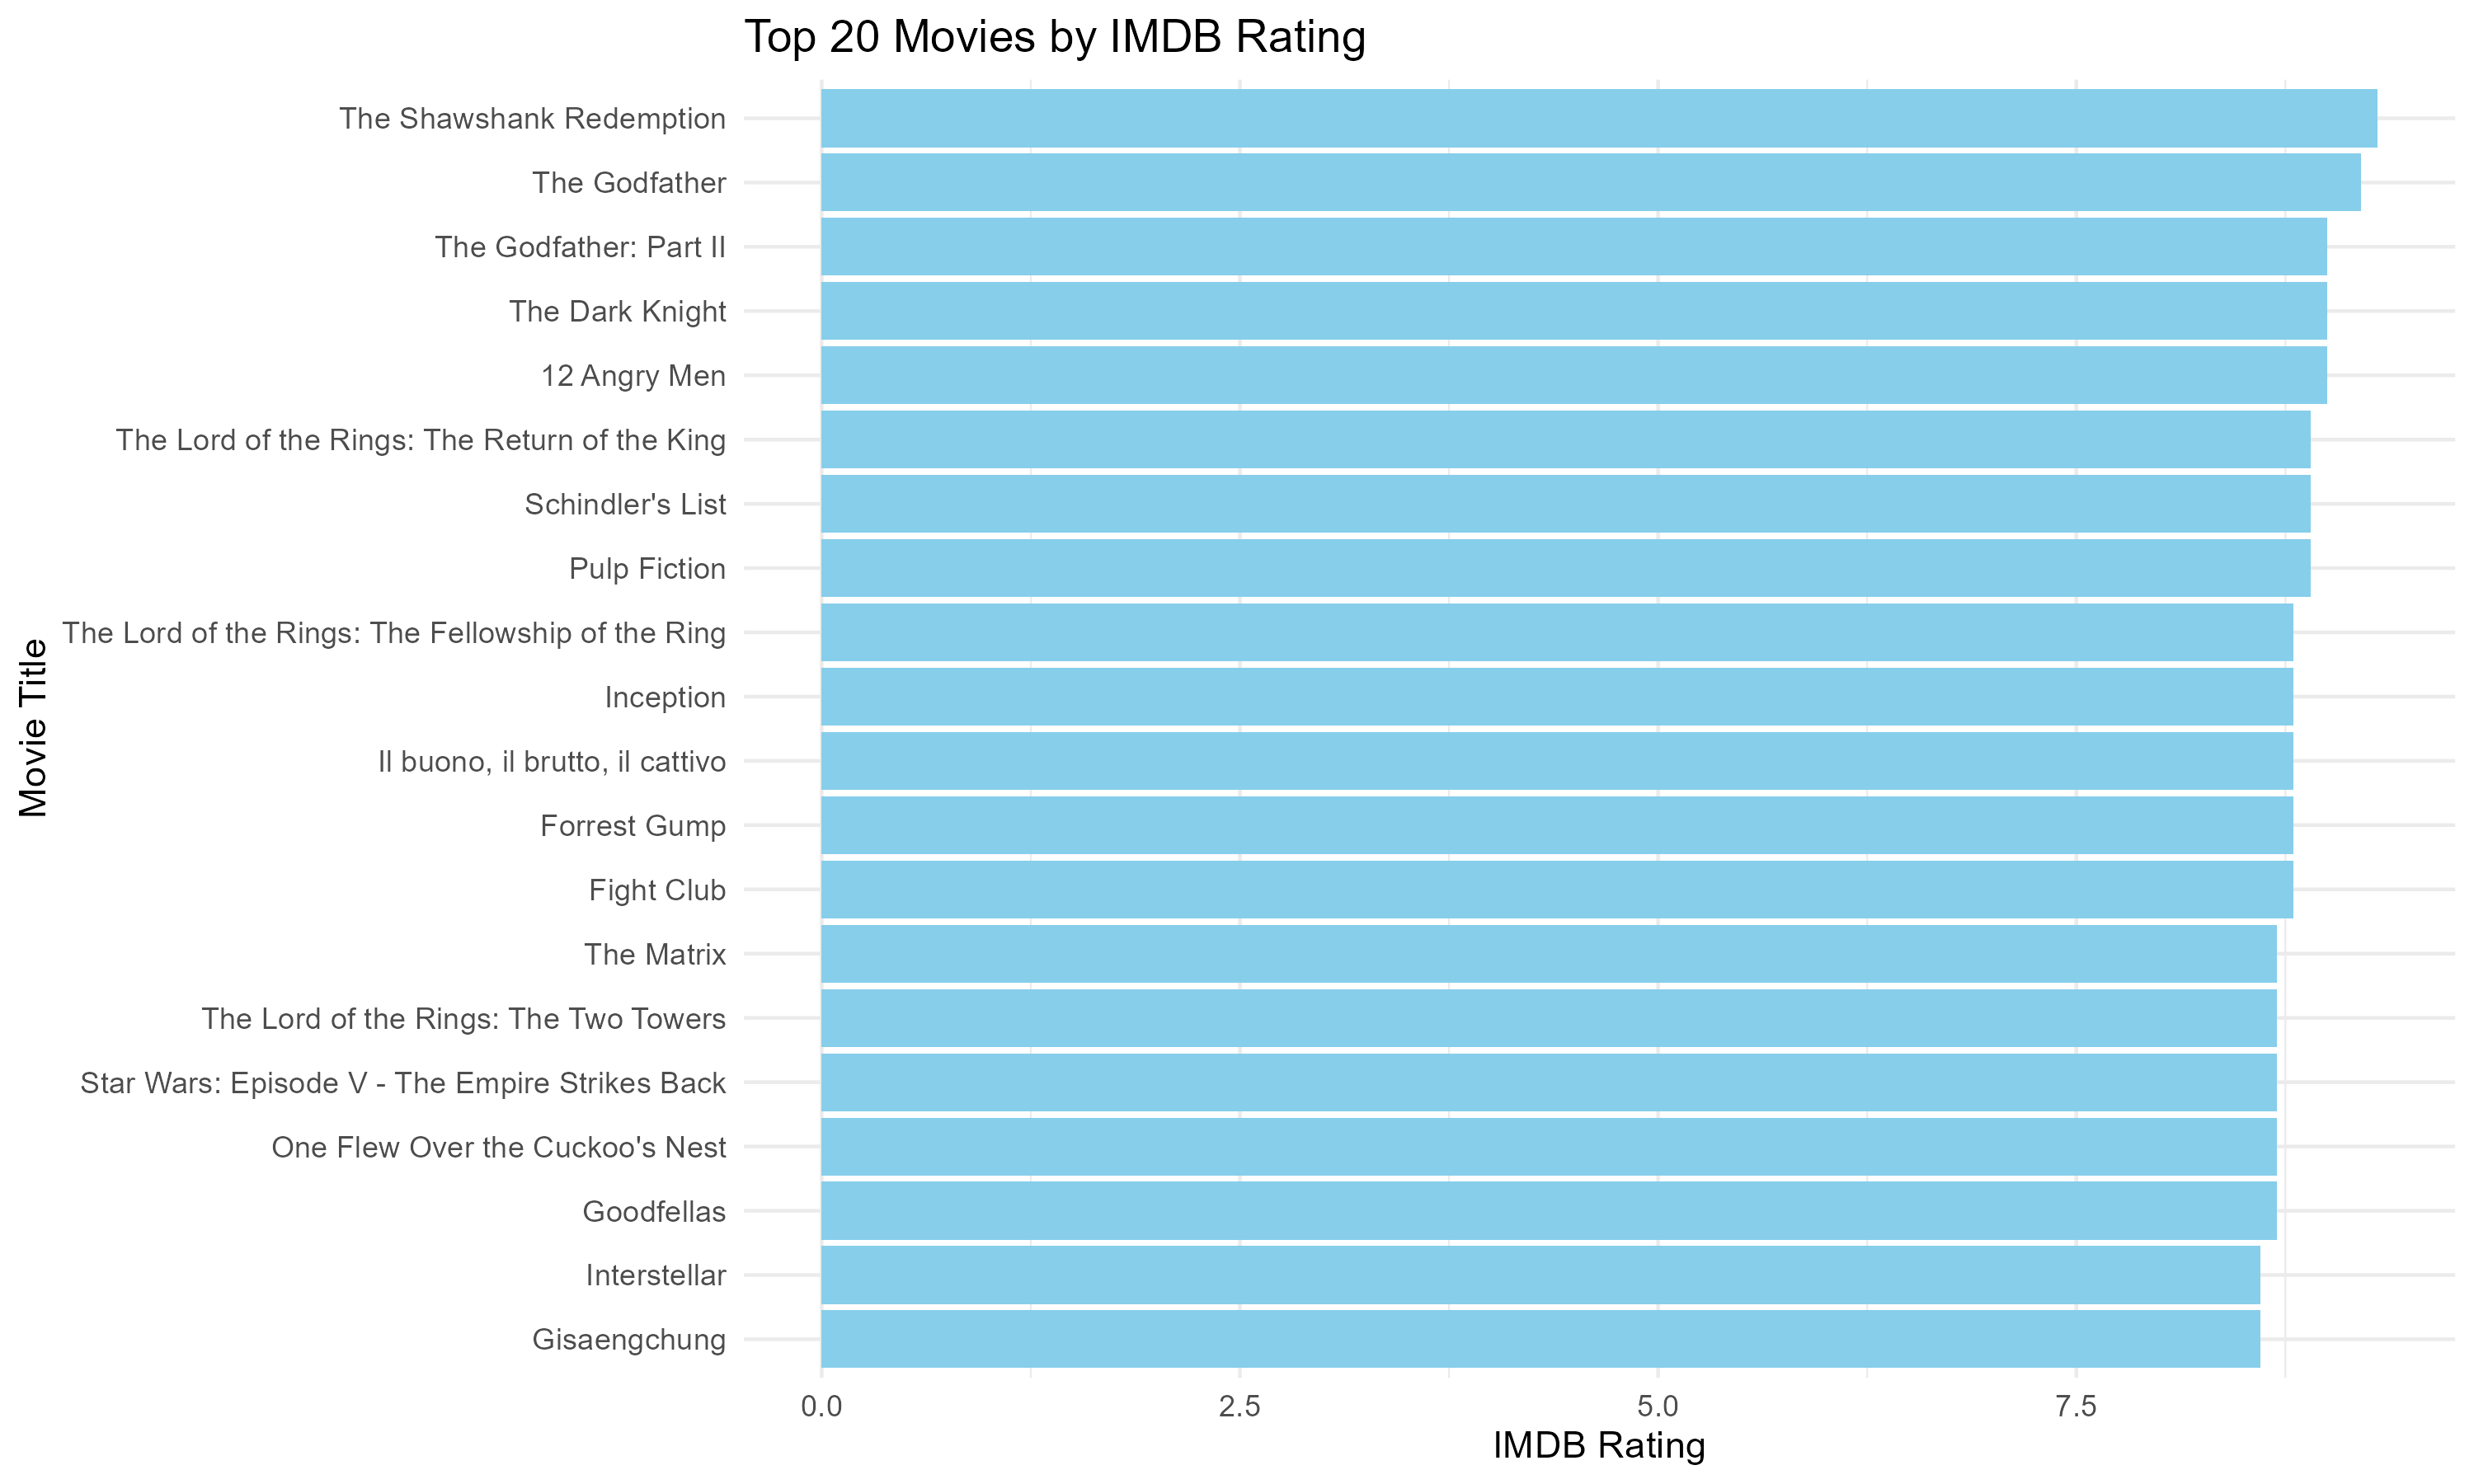 Top 20 Movies by IMDB Rating
Movie Title
The Shawshank Redemption
The Godfather
The Godfather: Part II
The Dark Knight
12 Angry Men
The Lord of the Rings: The Return of the King
Schindler's List
Pulp Fiction
The Lord of the Rings: The Fellowship of the Ring
Inception
Il buono, il brutto, il cattivo
Forrest Gump
Fight Club
The Matrix
The Lord of the Rings: The Two Towers
Star Wars: Episode V - The Empire Strikes Back
One Flew Over the Cuckoo's Nest
Goodfellas
Interstellar
Gisaengchung
0.0 2.5 5.0 7.5
IMDB Rating